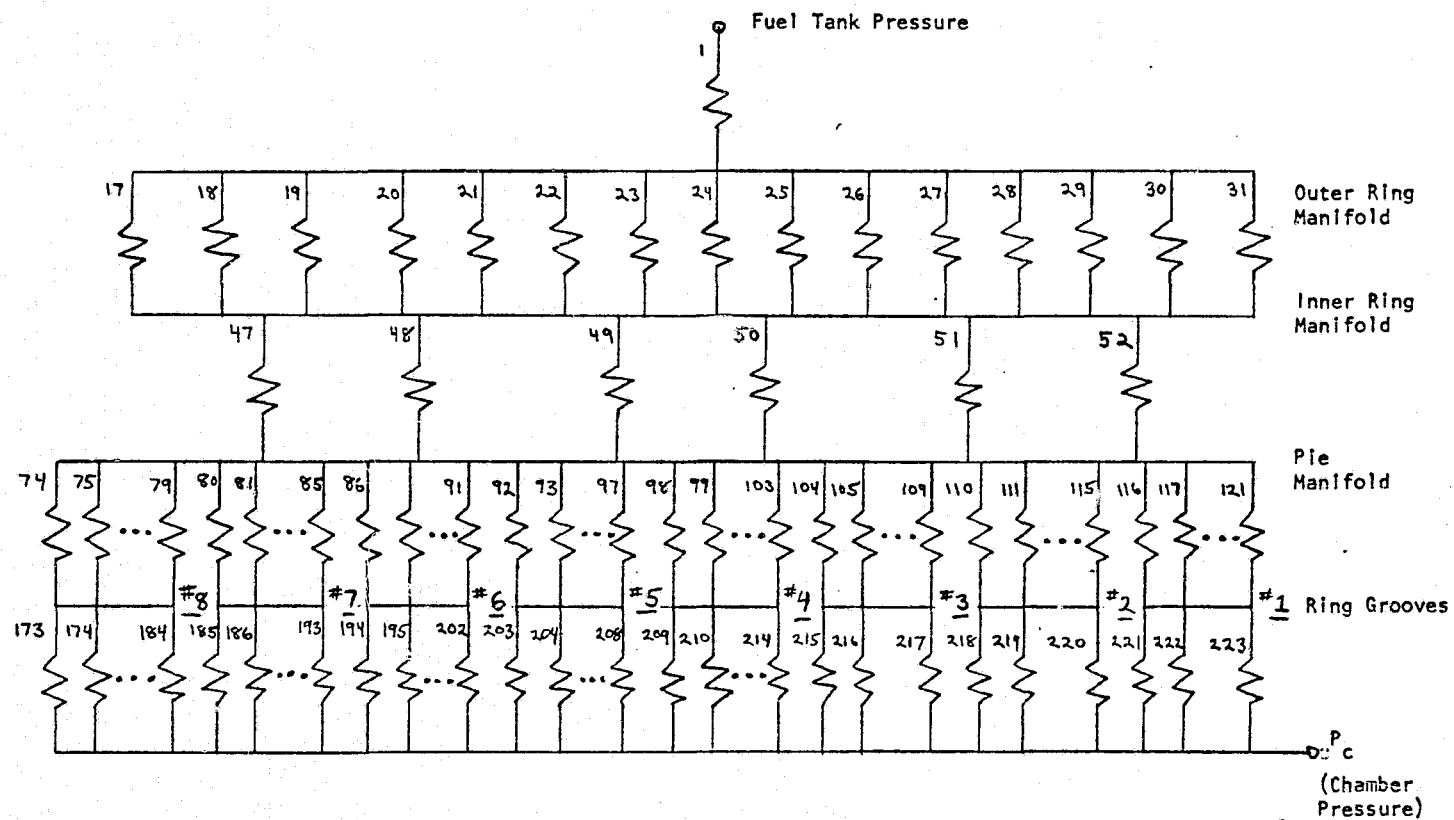 Fuel Tank Pressure
1
17 18 19 20 21 22 23 24 25 26 27 28 29 30 31
Outer Ring
Manifold
Inner Ring
Manifold
47 48 49 50 51 52
Pie
Manifold
74 75 79 80 81 85 86 91 92 93 97 98 99 103 104 105 109 110 111 115 116 117 121
#8 #7 #6 #5 #4 #3 #2 #1 Ring Grooves
173 174 184 185 186 193 194 195 202 203 204 208 209 210 214 215 216 217 218 219 220 221 222 223
Pc
(Chamber
Pressure)